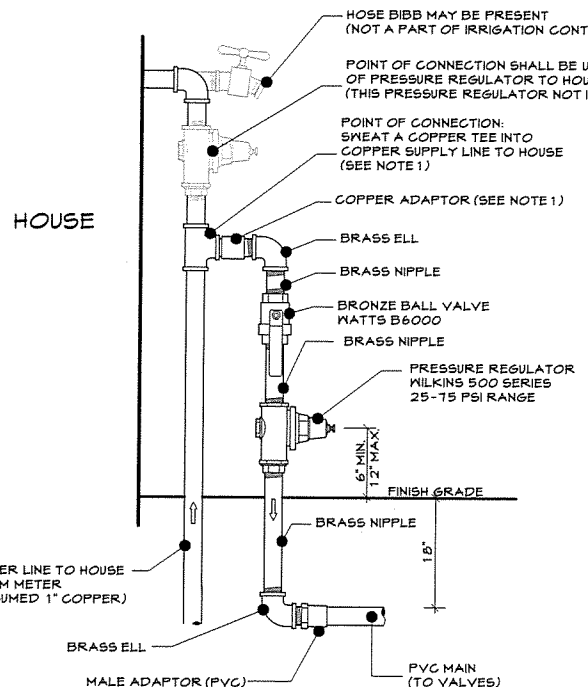 HOSE BIBB MAY BE PRESENT
(NOT A PART OF IRRIGATION CONT
POINT OF CONNECTION SHALL BE U
OF PRESSURE REGULATOR TO HOU
(THIS PRESSURE REGULATOR NOT I
POINT OF CONNECTION:
SWEAT A COPPER TEE INTO
COPPER SUPPLY LINE TO HOUSE
(SEE NOTE 1)
HOUSE
COPPER ADAPTOR (SEE NOTE 1)
BRASS ELL
BRASS NIPPLE
BRONZE BALL VALVE
WATTS B6000
BRASS NIPPLE
PRESSURE REGULATOR
WILKINS 500 SERIES
25-75 PSI RANGE
6" MIN.
12" MAX.
FINISH GRADE
BRASS NIPPLE
18"
ER LINE TO HOUSE
M METER
UMED 1" COPPER)
BRASS ELL
MALE ADAPTOR (PVC)
PVC MAIN
(TO VALVES)